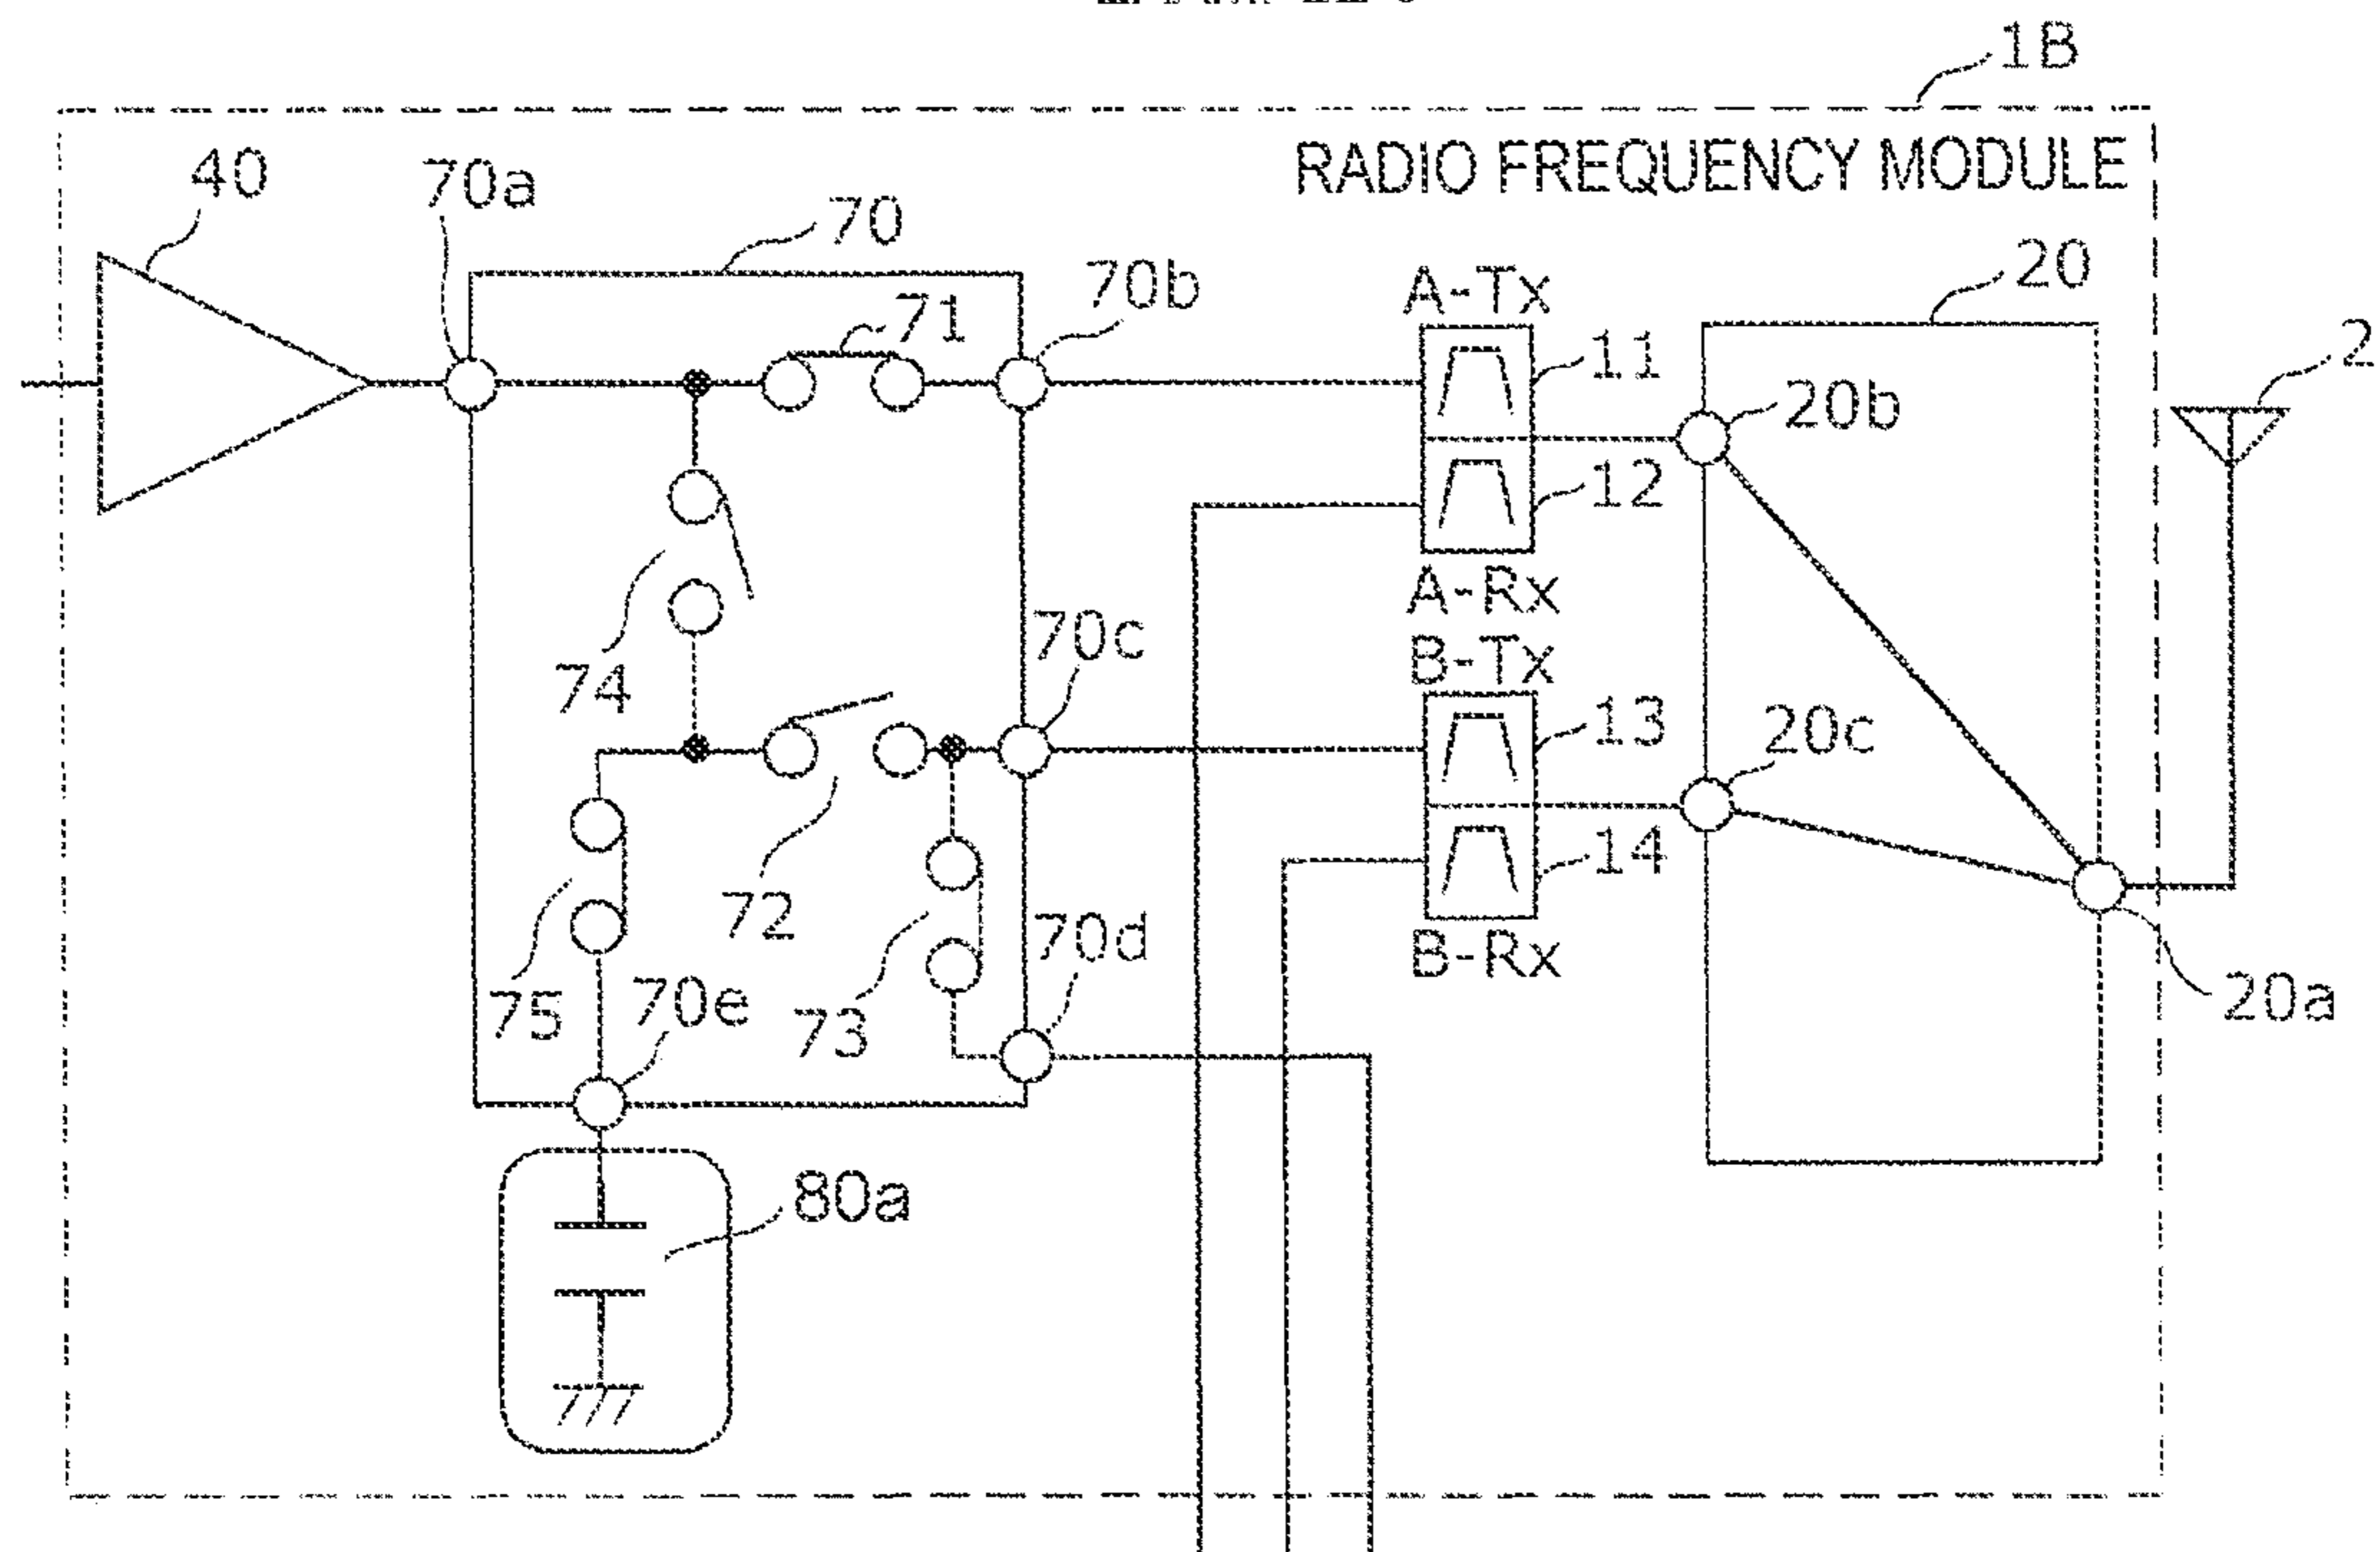 1B
RADIO FREQUENCY MODULE
40
70a
70
70b
71
A-Tx
11
20
2
20b
12
A-Rx
74
70c
B-Tx
13
20c
14
B-Rx
72
75
70e
73
70d
20a
80a